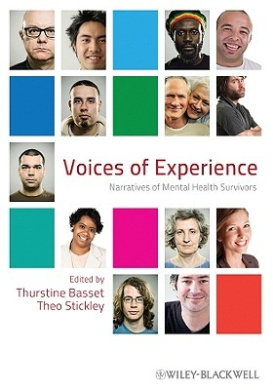 Voices of Experience
Narratives of Mental Health Survivors
Edited by
Thurstine Basset
Theo Stickley
WILEY-BLACKWELL